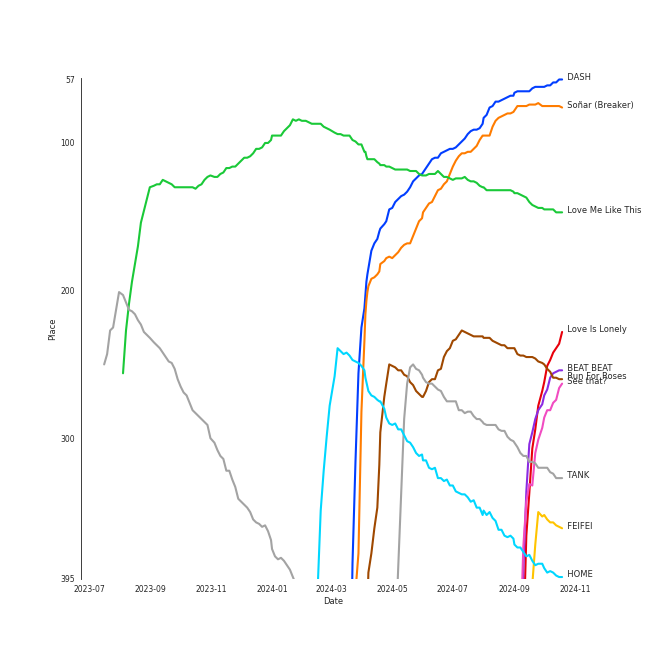 57
DASH
Soñar (Breaker)
100
Love Me Like This
200
Love Is Lonely
BEAT BEAT
Run For Roses
See that?
300
TANK
FEIFEI
HOME
395
2023-07
2023-09
2023-11
2024-01
2024-03
2024-05
2024-07
2024-09
2024-11
Date
Place